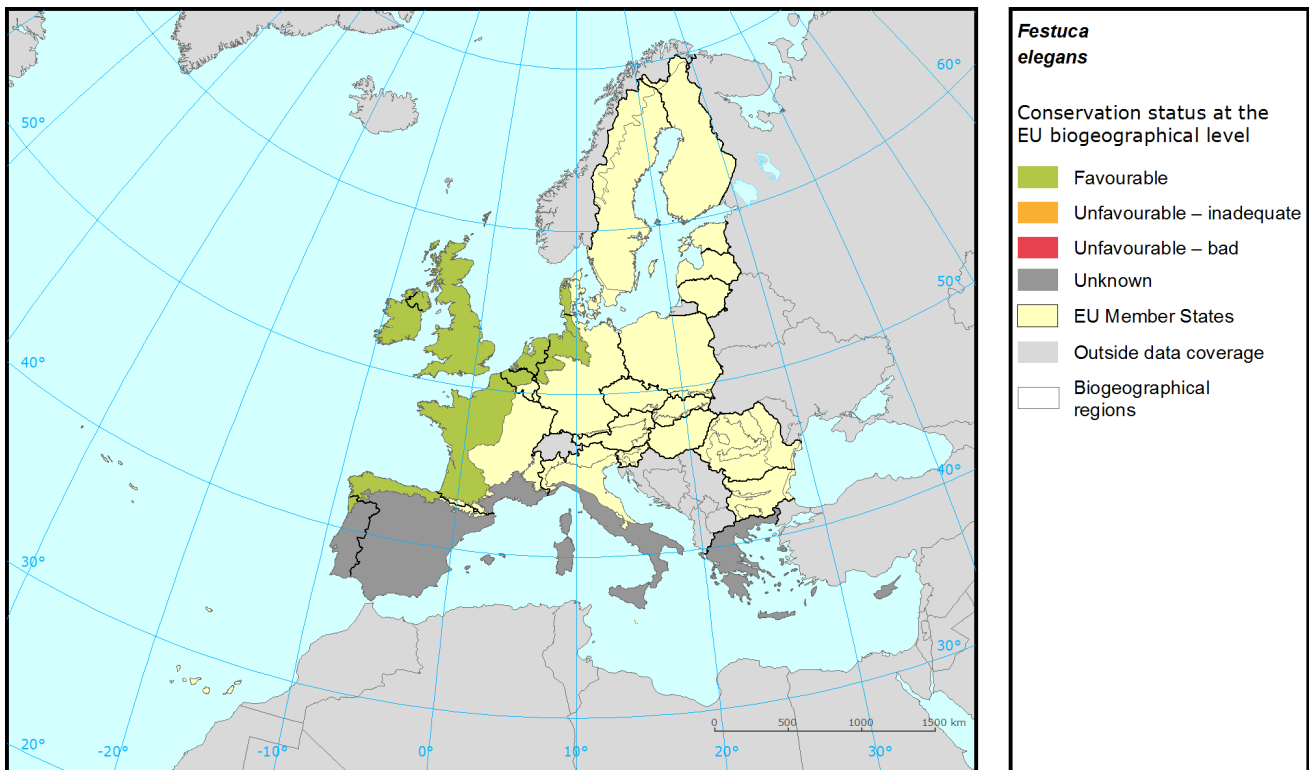 60°
50°
50°
40°
40°
30°
30°
20°
-20°
-10°
0°
10°
30°
0 500 1000 1500 km
Festuca
elegans
Conservation status at the
EU biogeographical level
Favourable
Unfavourable – inadequate
Unfavourable – bad
Unknown
EU Member States
Outside data coverage
Biogeographical
regions